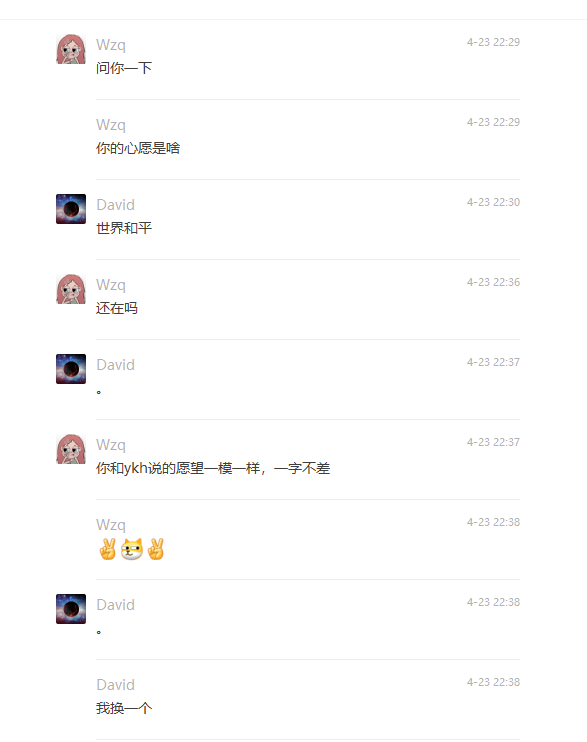 Wzq
4-23 22:29
问你一下
Wzq
4-23 22:29
你的心愿是啥
David
4-23 22:30
世界和平
Wzq
4-23 22:36
还在吗
David
4-23 22:37
。
Wzq
4-23 22:37
你和ykh说的愿望一模一样，一字不差
Wzq
4-23 22:38
David
4-23 22:38
。
David
4-23 22:38
我换一个